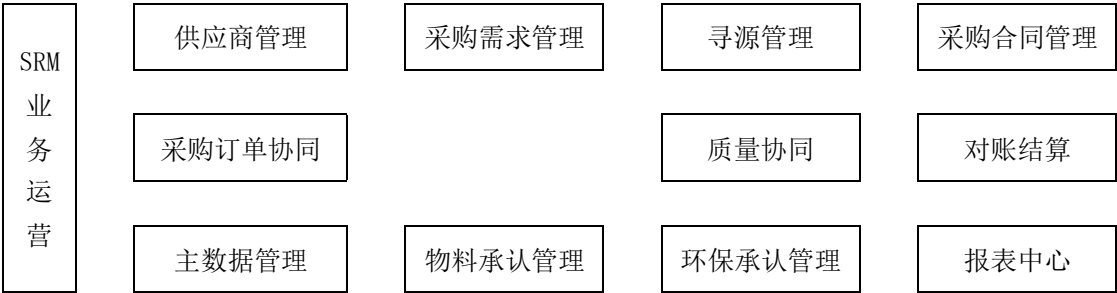 SRM
业
务
运
营
供应商管理
采购需求管理
寻源管理
采购合同管理
采购订单协同
质量协同
对账结算
主数据管理
物料承认管理
环保承认管理
报表中心